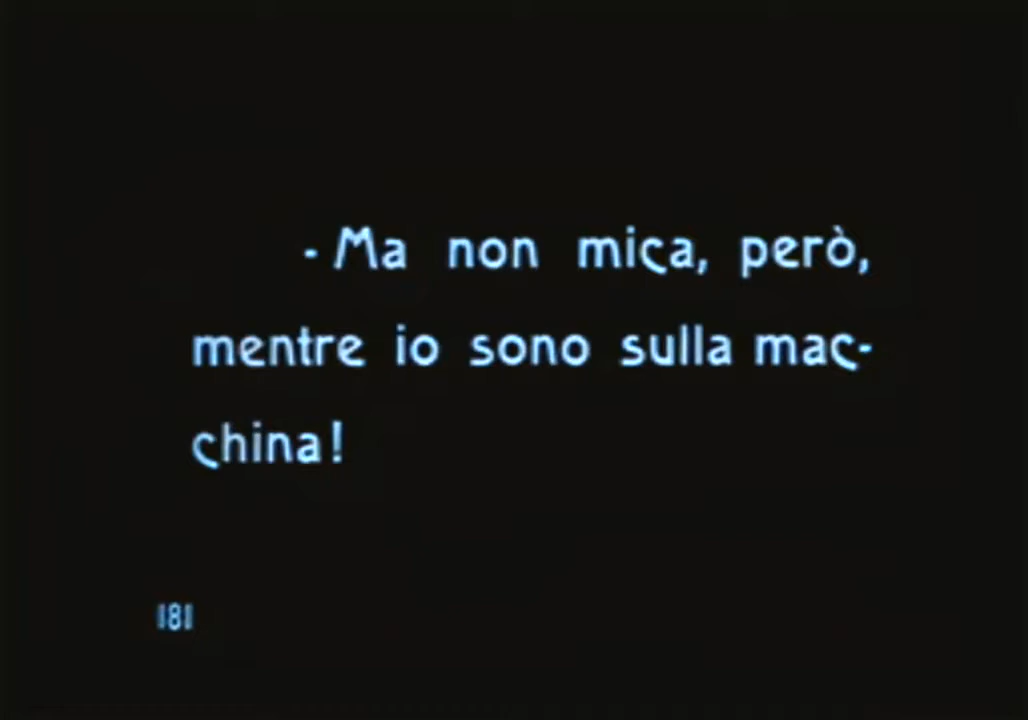 - Ma non mica, però,
mentre io sono sulla mac-
china!
181